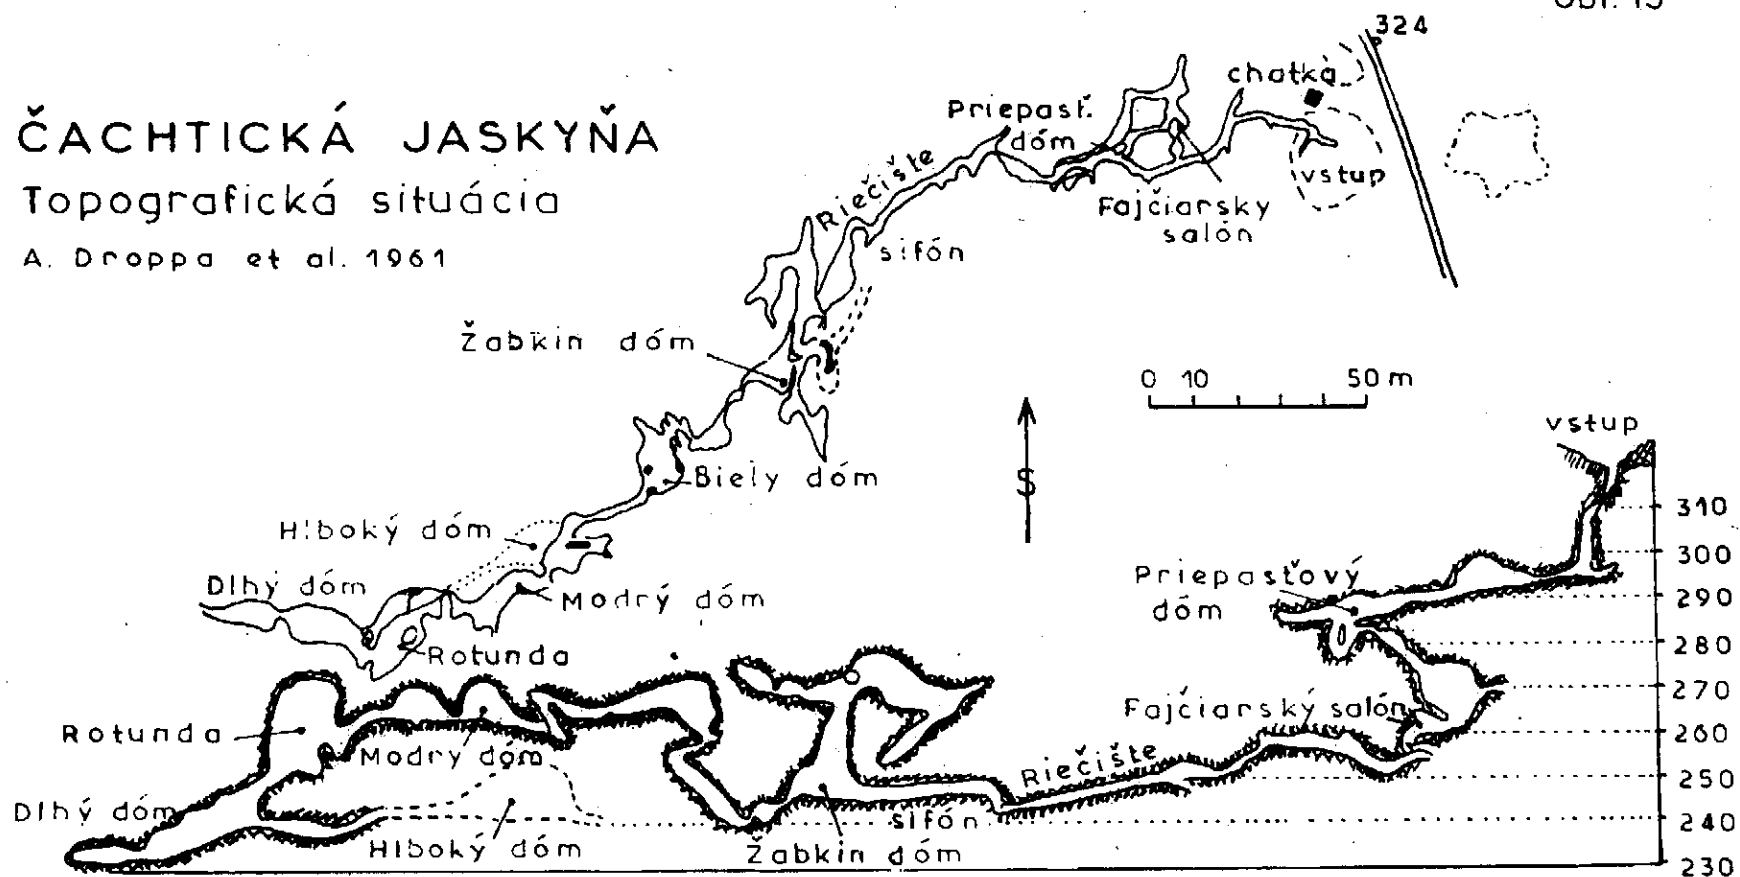 Obr. 15
324
ČACHTICKÁ JASKYŇA
Topografická situácia
A. Droppa et al. 1961
chatka
Priepasť.
dóm
vstup
Riečište
Fajčiarsky
salón
sifón
Žabkin dóm
0 10 50 m
S
Biely dóm
Hlboký dóm
Dlhý dóm
Modrý dóm
Rotunda
vstup
310
300
Priepasťový
dóm
290
280
270
Fajčiarský salón
260
Rotunda
Modrý dóm
Riečište
250
Dlhý dóm
sifón
240
Hlboký dóm
Žabkin dóm
230